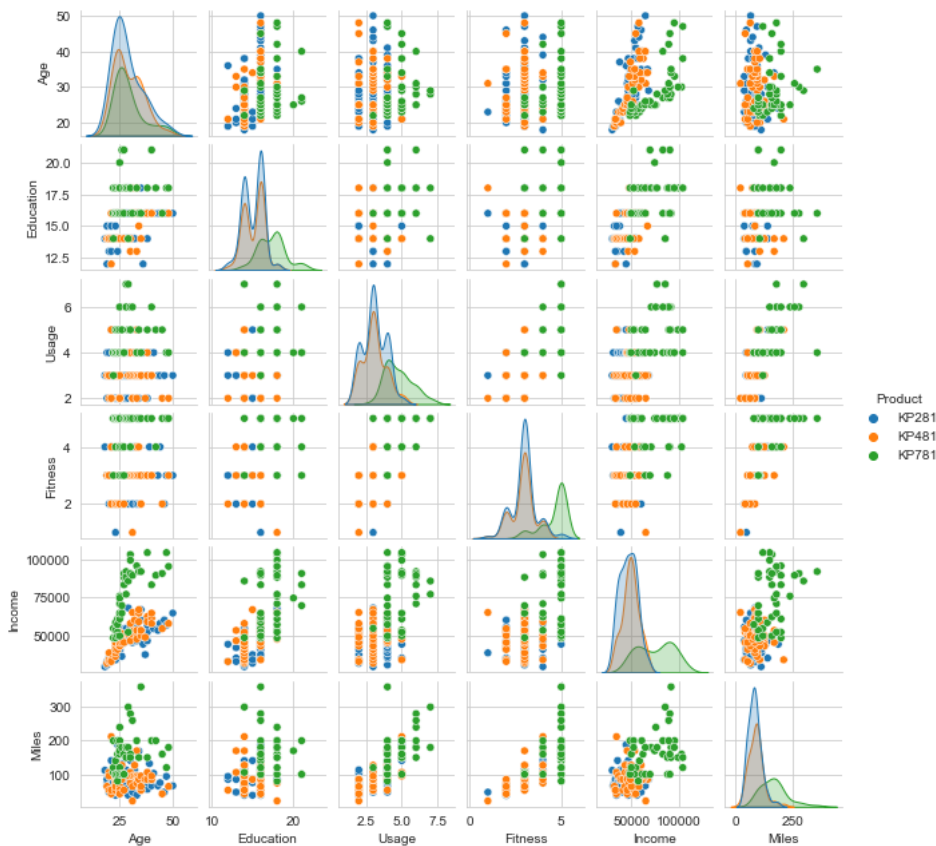 50
40
30
20
Age
20.0
17.5
15.0
12.5
Education
6
4
2
Usage
4
2
Fitness
100000
75000
50000
Income
300
200
100
Miles
25 50
Age
10 20
Education
2.5 5.0 7.5
Usage
0 5
Fitness
50000 100000
Income
0 250
Miles
Product
KP281
KP481
KP781